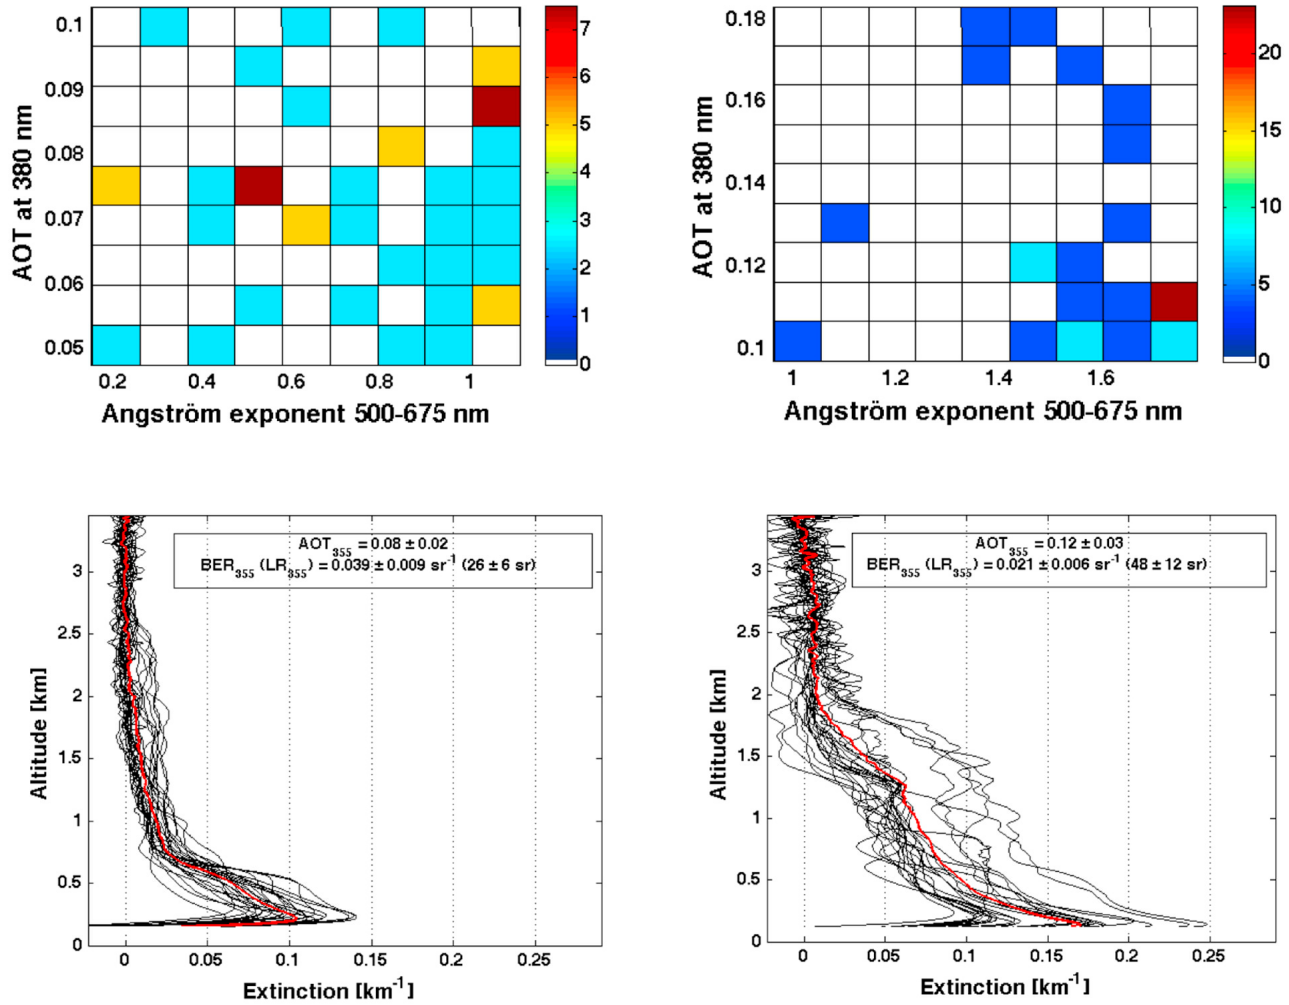 0.1
0.09
0.08
0.07
0.06
0.05
AOT at 380 nm
0.2 0.4 0.6 0.8 1
Angström exponent 500-675 nm
7
6
5
4
3
2
1
0
0.18
0.16
0.14
0.12
0.1
AOT at 380 nm
1 1.2 1.4 1.6
Angström exponent 500-675 nm
20
15
10
5
0
AOT355 = 0.08 ± 0.02
BER355 (LR355) = 0.039 ± 0.009 sr-1 (26 ± 6 sr)
3
2.5
2
1.5
1
0.5
0
Altitude [km]
0 0.05 0.1 0.15 0.2 0.25
Extinction [km-1]
AOT355 = 0.12 ± 0.03
BER355 (LR355) = 0.021 ± 0.006 sr-1 (48 ± 12 sr)
3
2.5
2
1.5
1
0.5
0
Altitude [km]
0 0.05 0.1 0.15 0.2 0.25
Extinction [km-1]